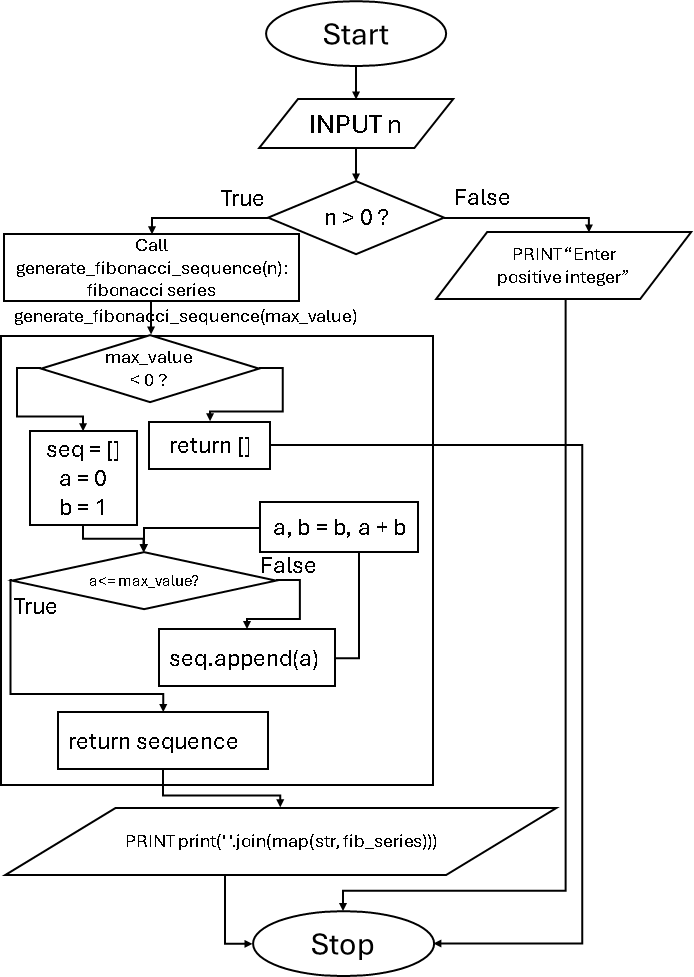 Start
INPUT n
True
False
n > 0 ?
Call
generate_fibonacci_sequence(n):
fibonacci series
PRINT “Enter
positive integer”
generate_fibonacci_sequence(max_value)
max_value
< 0 ?
seq = []
a = 0
b = 1
return []
a, b = b, a + b
False
a<= max_value?
True
seq.append(a)
return sequence
PRINT print(' '.join(map(str, fib_series)))
Stop